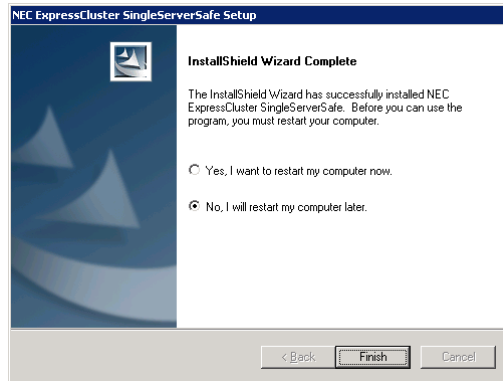 NEC ExpressCluster SingleServerSafe Setup
InstallShield Wizard Complete
The InstallShield Wizard has successfully installed NEC
ExpressCluster SingleServerSafe. Before you can use the
program, you must restart your computer.
Yes, I want to restart my computer now.
No, I will restart my computer later.
< Back
Finish
Cancel